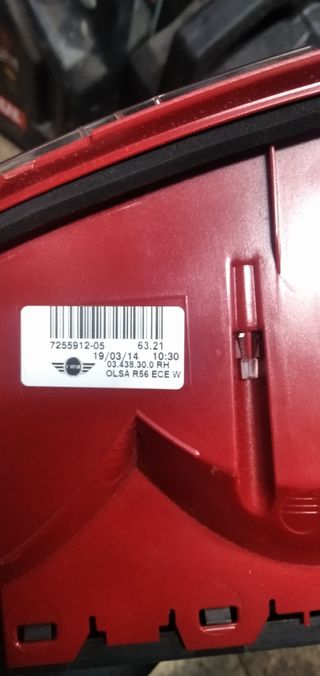 7255912-05 63.21
19/03/14 10:30
03.438.30.0 RH
OLSA R56 ECE W